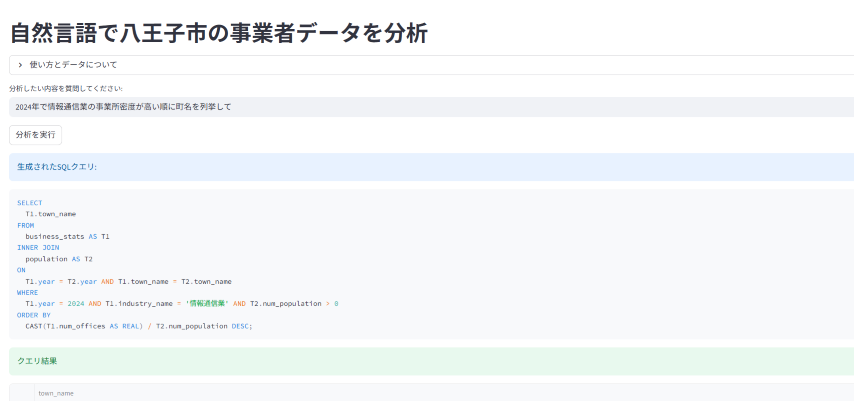 自然言語で八王子市の事業者データを分析
使い方とデータについて
分析したい内容を質問してください:
2024年で情報通信業の事業所密度が高い順に町名を列挙して
分析を実行
生成されたSQLクエリ:
SELECT
T1.town_name
FROM
business_stats AS T1
INNER JOIN
population AS T2
ON
T1.year = T2.year AND T1.town_name = T2.town_name
WHERE
T1.year = 2024 AND T1.industry_name = '情報通信業' AND T2.num_population > 0
ORDER BY
CAST(T1.num_offices AS REAL) / T2.num_population DESC;
クエリ結果
town_name